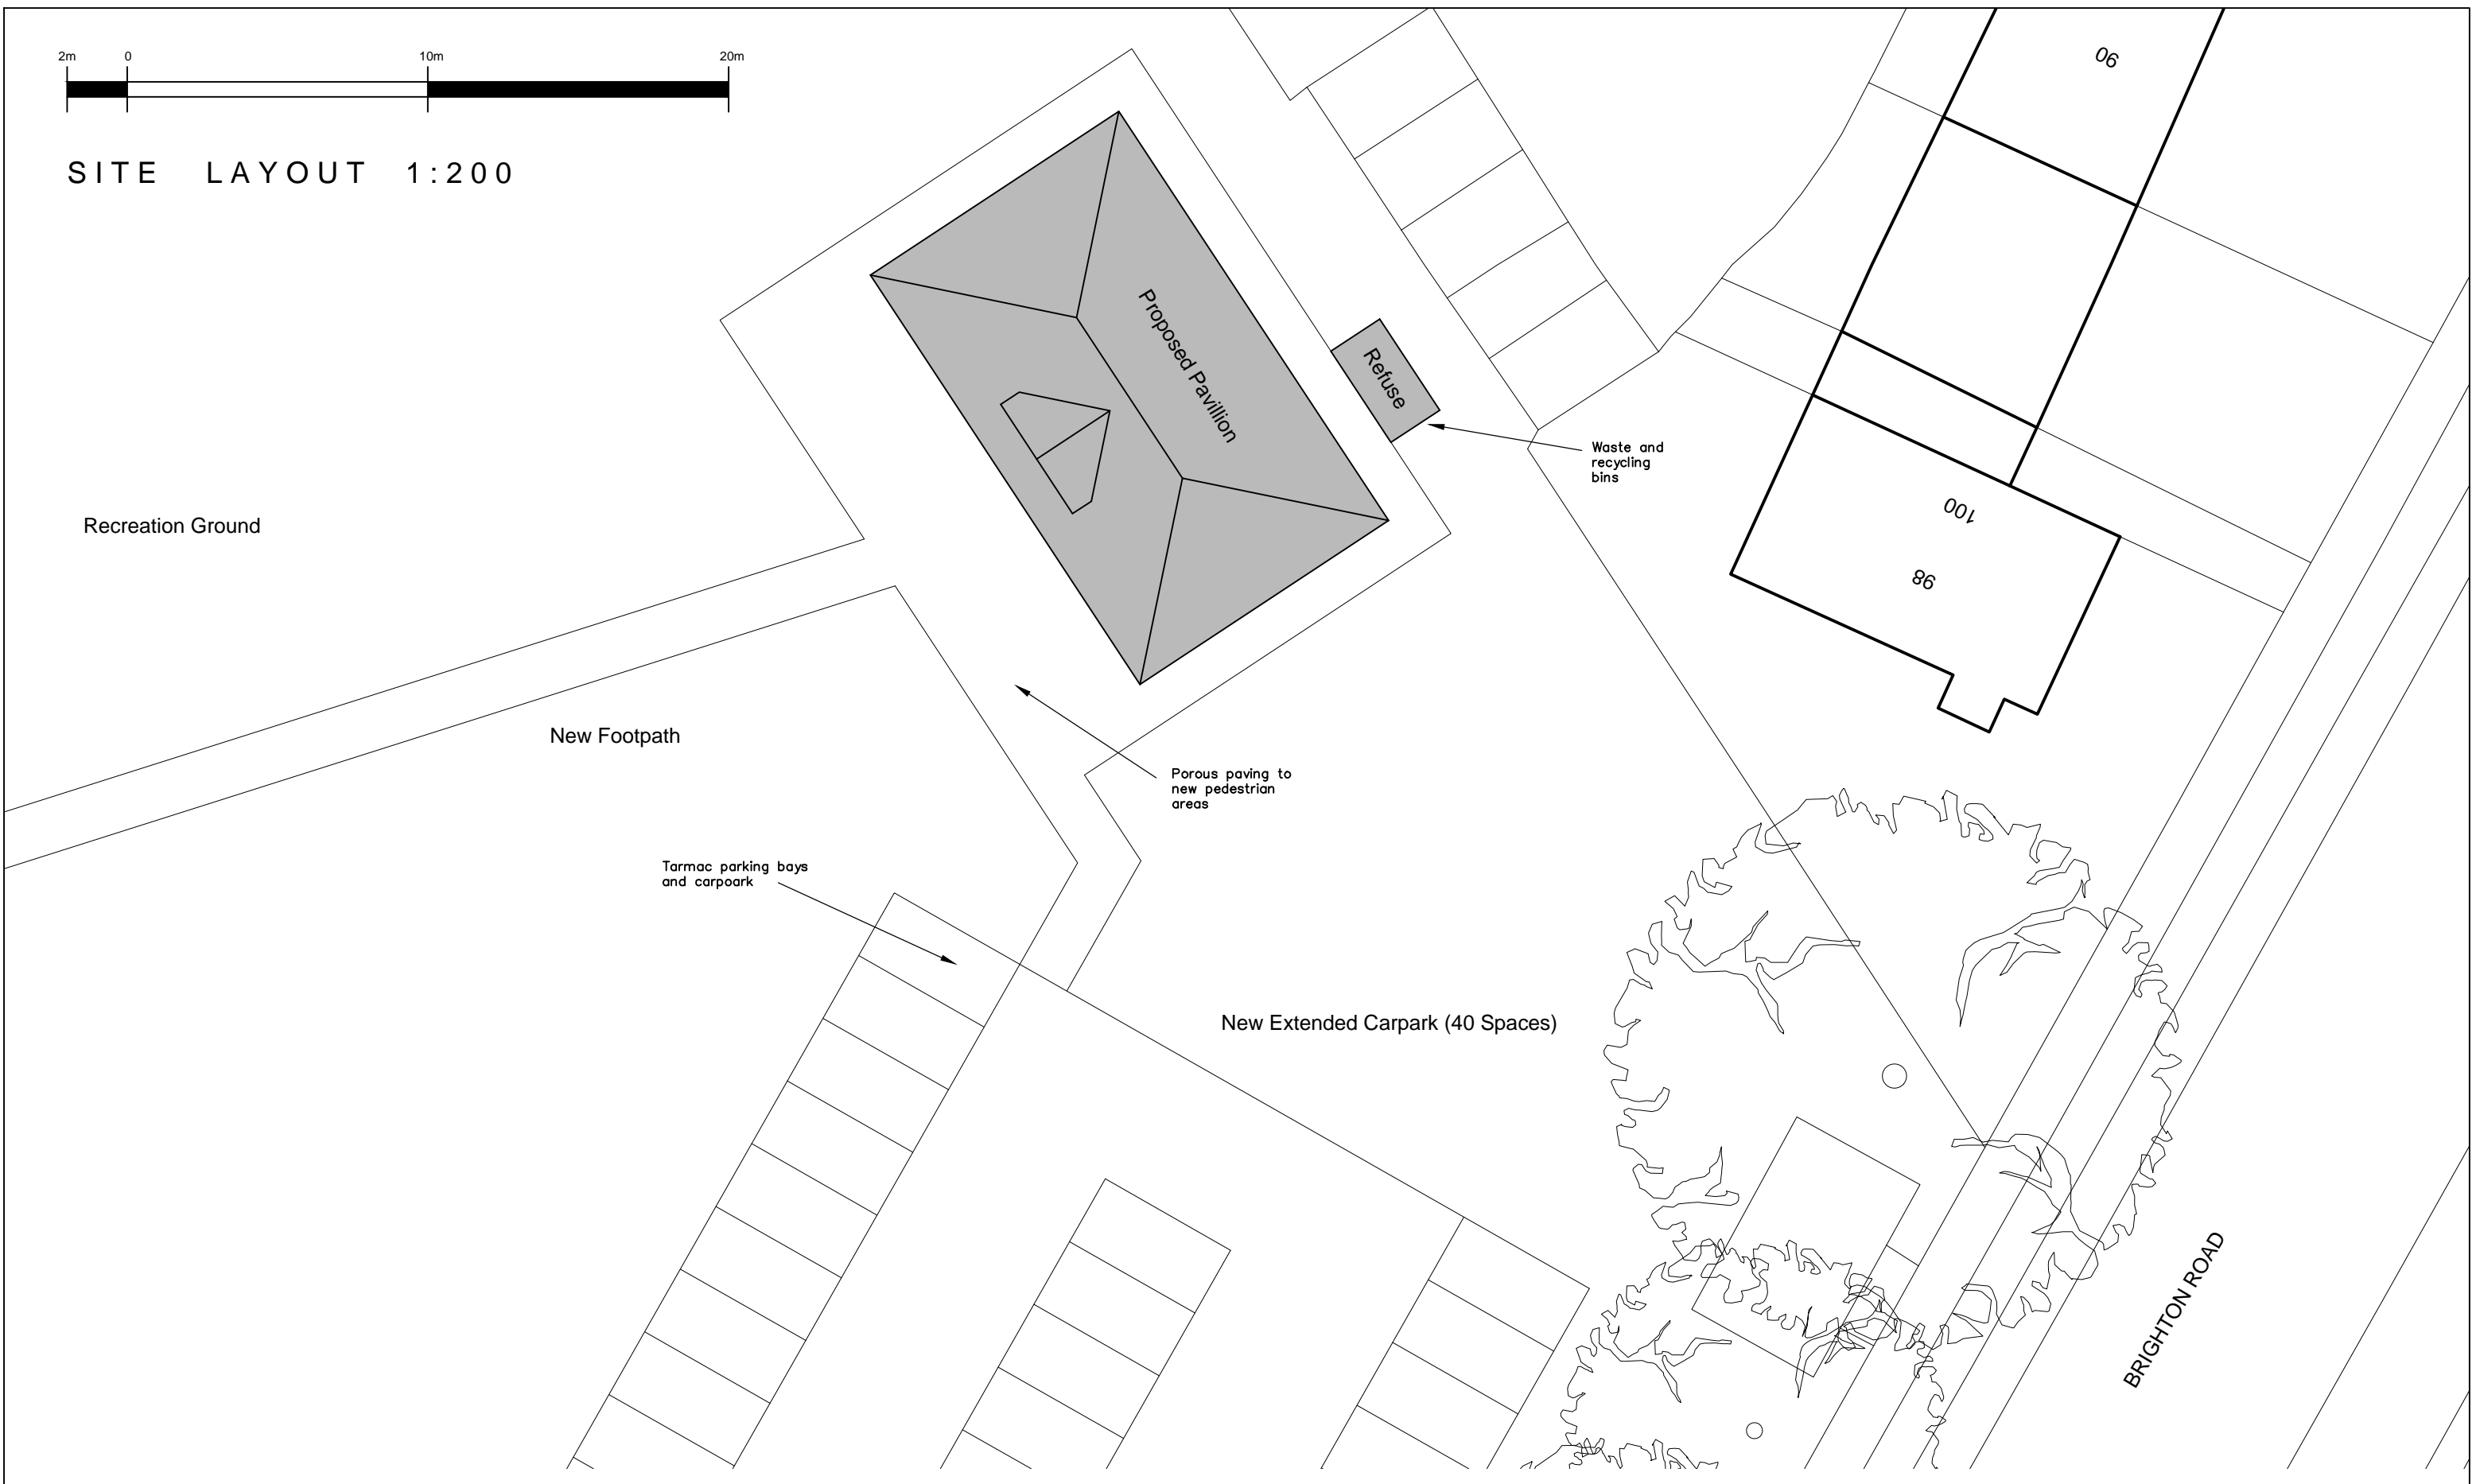 2m 0 10m 20m
SITE LAYOUT 1:200
90
Proposed Pavillion
Refuse
Waste and
recycling
bins
Recreation Ground
100
98
New Footpath
Porous paving to
new pedestrian
areas
Tarmac parking bays
and carpoark
New Extended Carpark (40 Spaces)
BRIGHTON ROAD